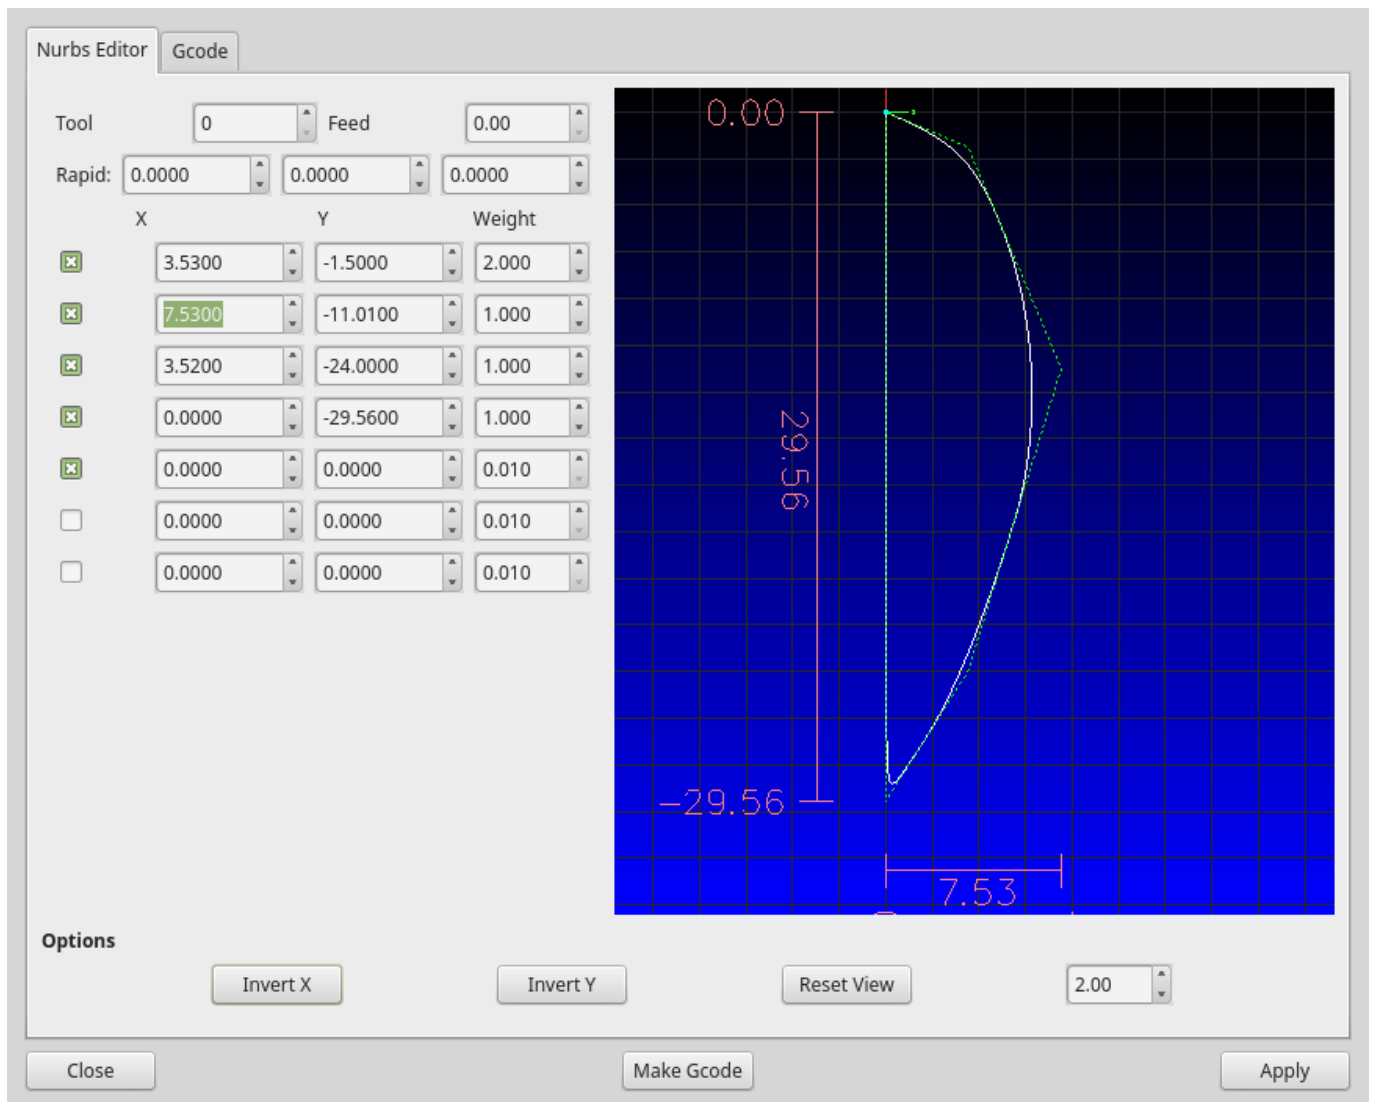 Nurbs Editor Gcode
Tool 0 Feed 0.00
Rapid: 0.0000 0.0000 0.0000
X Y Weight
3.5300 -1.5000 2.000
7.5300 -11.0100 1.000
3.5200 -24.0000 1.000
0.0000 -29.5600 1.000
0.0000 0.0000 0.010
0.0000 0.0000 0.010
0.0000 0.0000 0.010
0.00
29.56
-29.56
7.53
Options
Invert X Invert Y Reset View 2.00
Close Make Gcode Apply